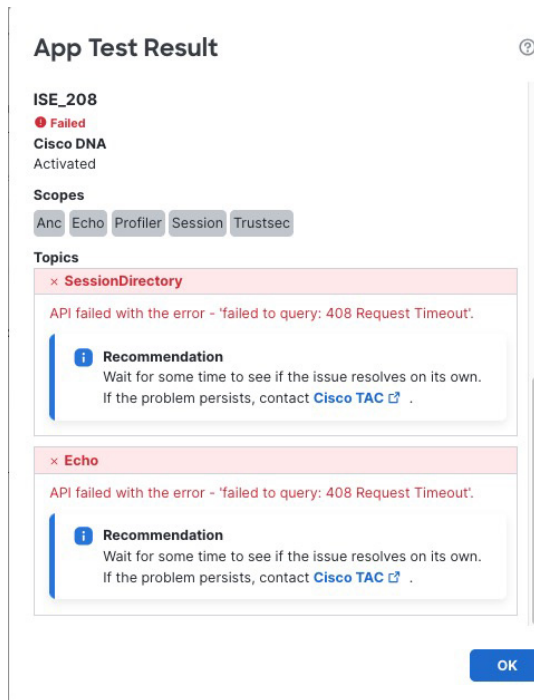 App Test Result
ISE_208
Failed
Cisco DNA
Activated
Scopes
Anc Echo Profiler Session Trustsec
Topics
× SessionDirectory
API failed with the error - 'failed to query: 408 Request Timeout'.
Recommendation
Wait for some time to see if the issue resolves on its own.
If the problem persists, contact Cisco TAC .
× Echo
API failed with the error - 'failed to query: 408 Request Timeout'.
Recommendation
Wait for some time to see if the issue resolves on its own.
If the problem persists, contact Cisco TAC .
OK